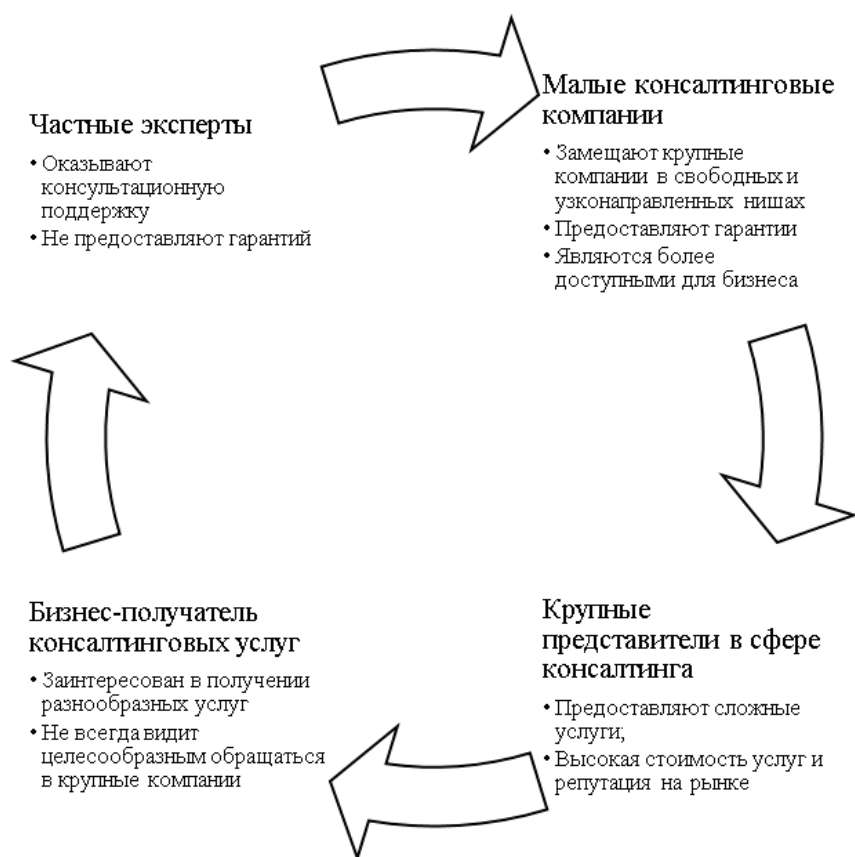 Частные эксперты
• Оказывают
консультационную
поддержку
• Не предоставляют гарантий
Малые консалтинговые
компании
• Замещают крупные
компании в свободных и
узконаправленных нишах
• Предоставляют гарантии
• Являются более
доступными для бизнеса
Бизнес-получатель
консалтинговых услуг
• Заинтересован в получении
разнообразных услуг
• Не всегда видит
целесообразным обращаться
в крупные компании
Крупные
представители в сфере
консалтинга
• Предоставляют сложные
услуги;
• Высокая стоимость услуг и
репутация на рынке